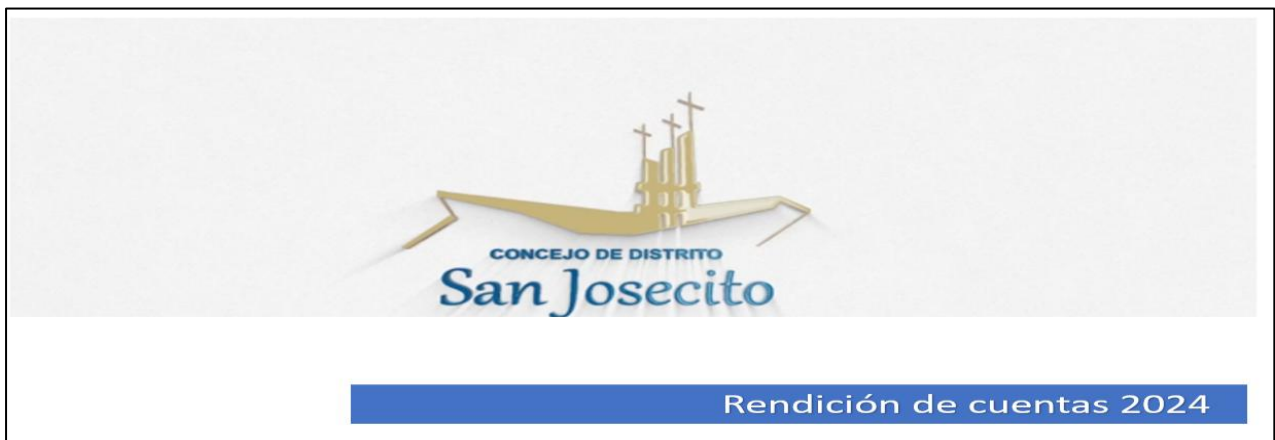 CONCEJO DE DISTRITO
San Josecito
Rendición de cuentas 2024